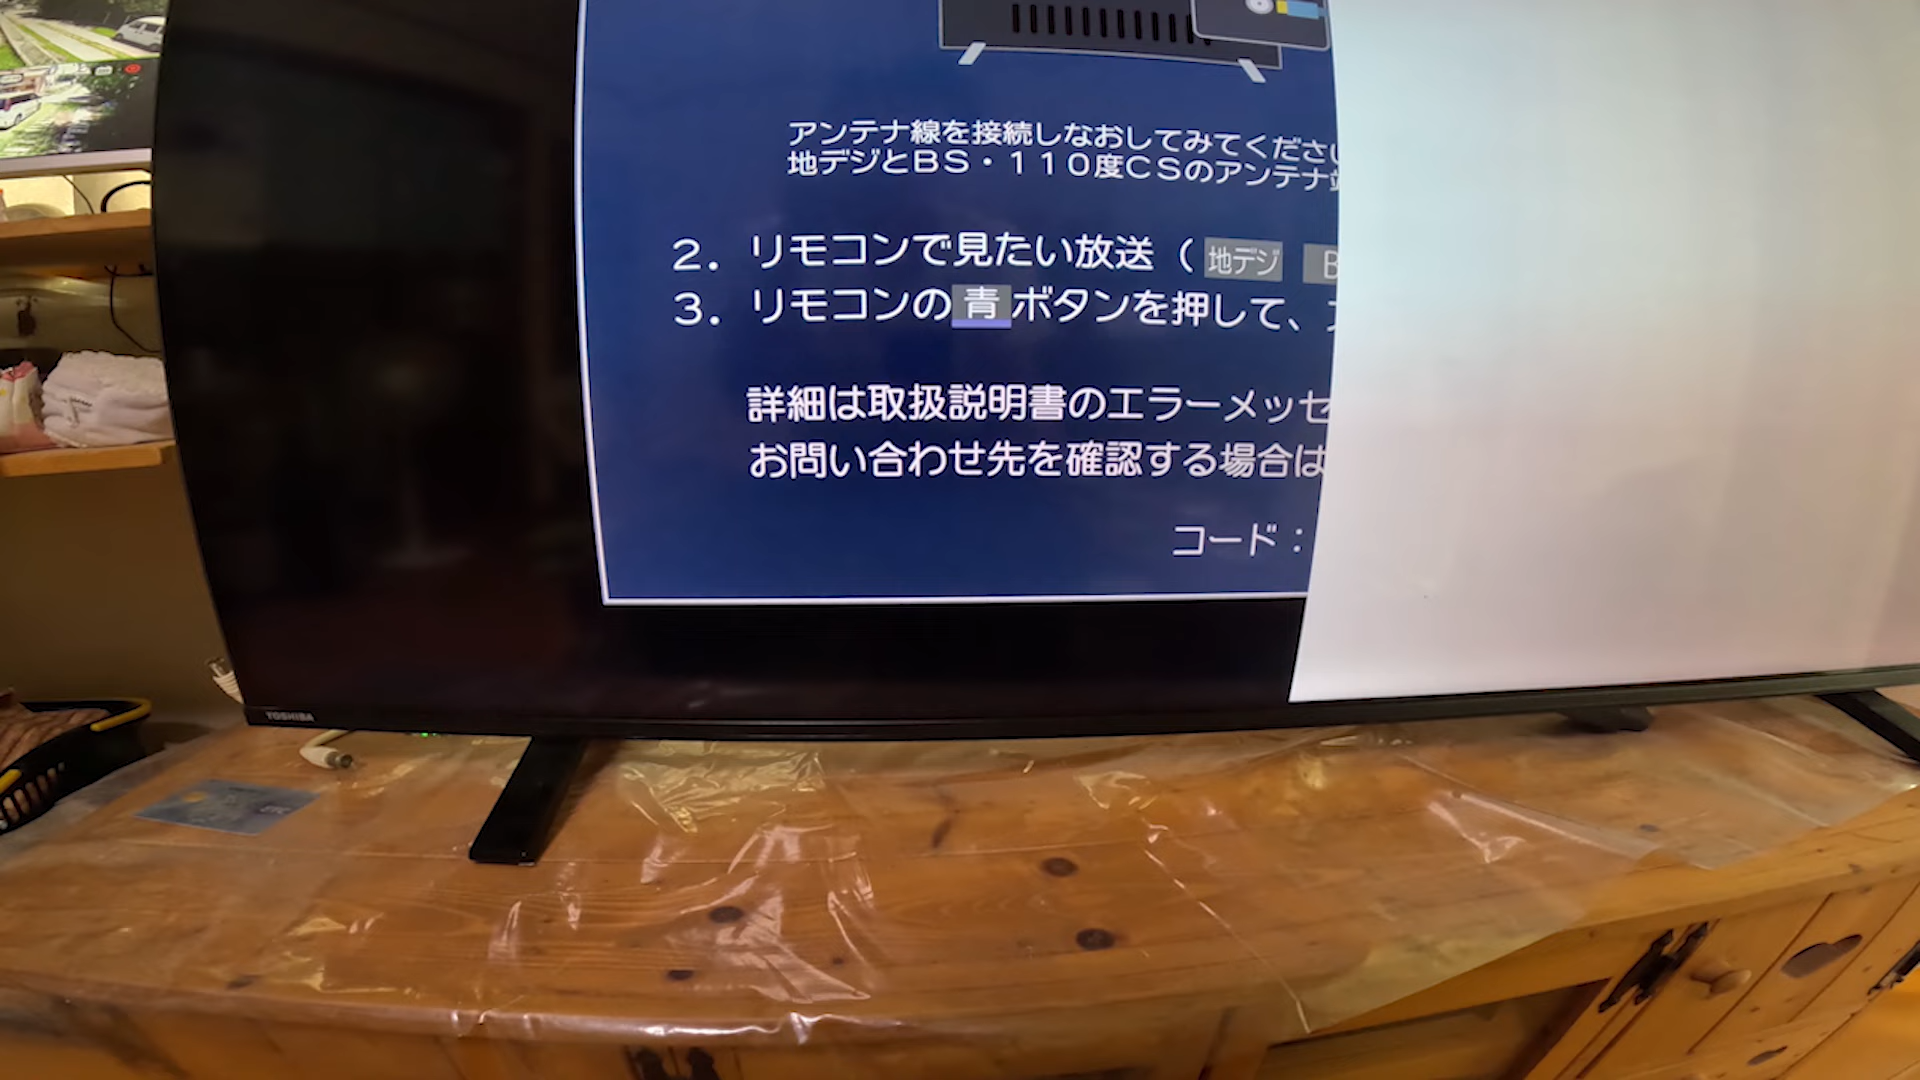 アンテナ線を接続しなおしてみてくださ
地デジとBS・110度CSのアンテナ
2. リモコンで見たい放送（ 地デジ B
3. リモコンの 青 ボタンを押して、
詳細は取扱説明書のエラーメッセ
お問い合わせ先を確認する場合は
コード：
TOSHIBA